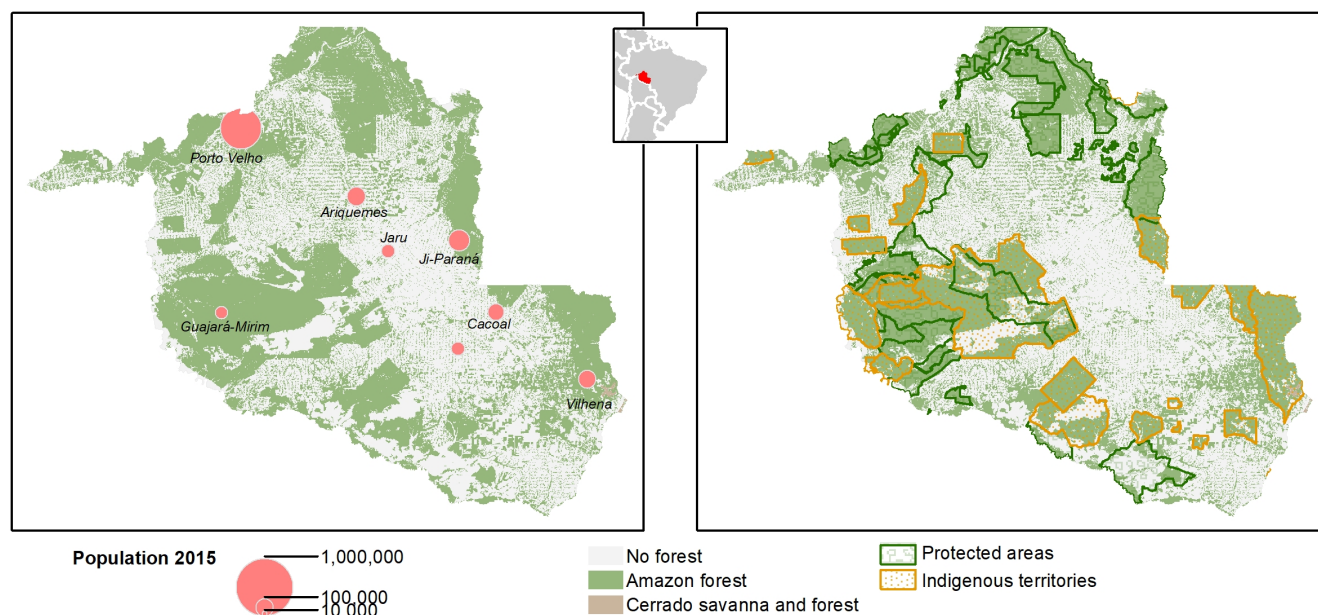 Porto Velho
Ariquemes
Jaru
Ji-Paraná
Guajará-Mirim
Cacoal
Vilhena
Population 2015
1,000,000
100,000
10,000
No forest
Amazon forest
Cerrado savanna and forest
Protected areas
Indigenous territories